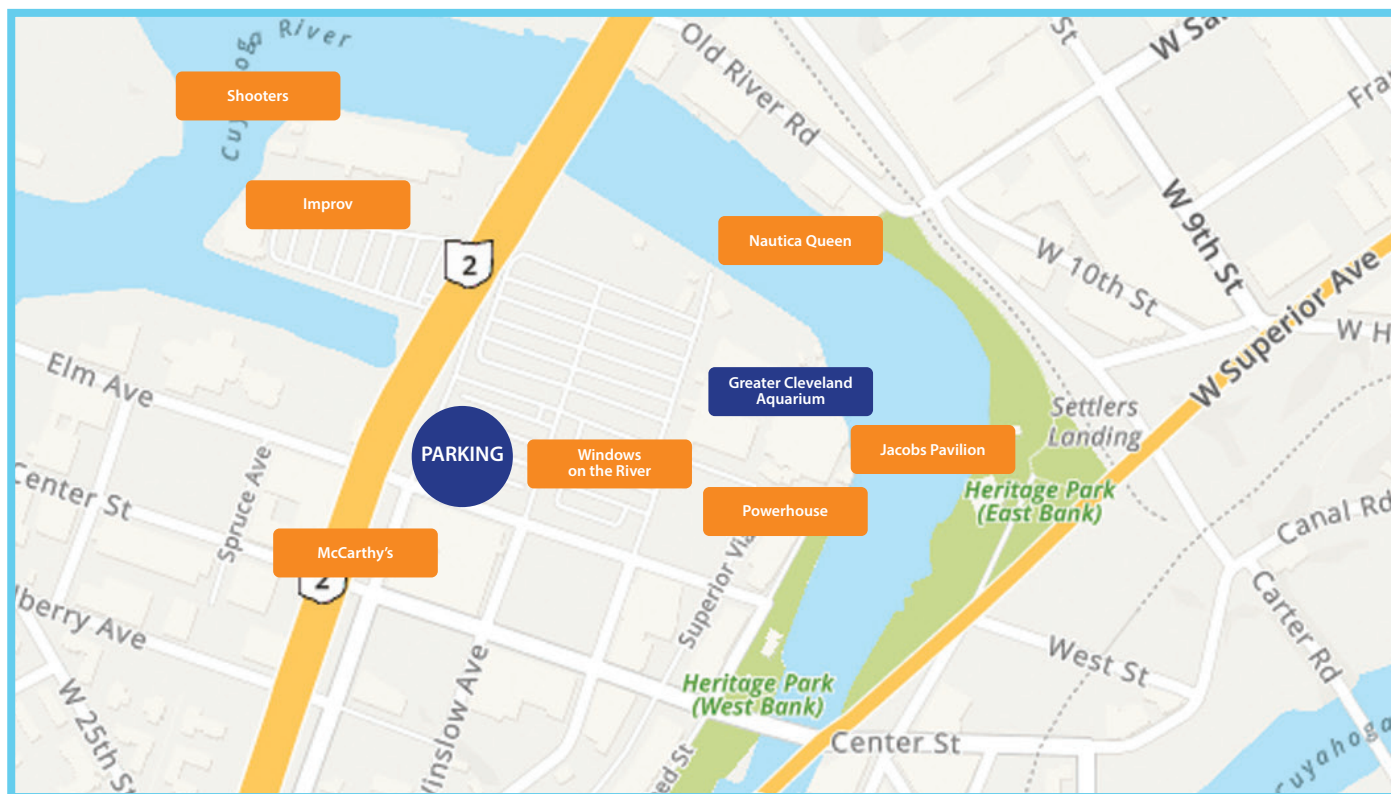 Cuyahoga River
Shooters
Improv
2
Old River Rd
St
Nautica Queen
W 9th St
W 10th St
W Superior Ave
W H
Elm Ave
Greater Cleveland
Aquarium
Settlers
Landing
PARKING
Windows
on the River
Jacobs Pavilion
Heritage Park
(East Bank)
Powerhouse
Center St
Spruce Ave
McCarthy's
2
Canal Rd
Carter Rd
Superior Via
lberry Ave
West St
W 25th St
Winslow Ave
Heritage Park
(West Bank)
Center St
ed St
Cuyahoga